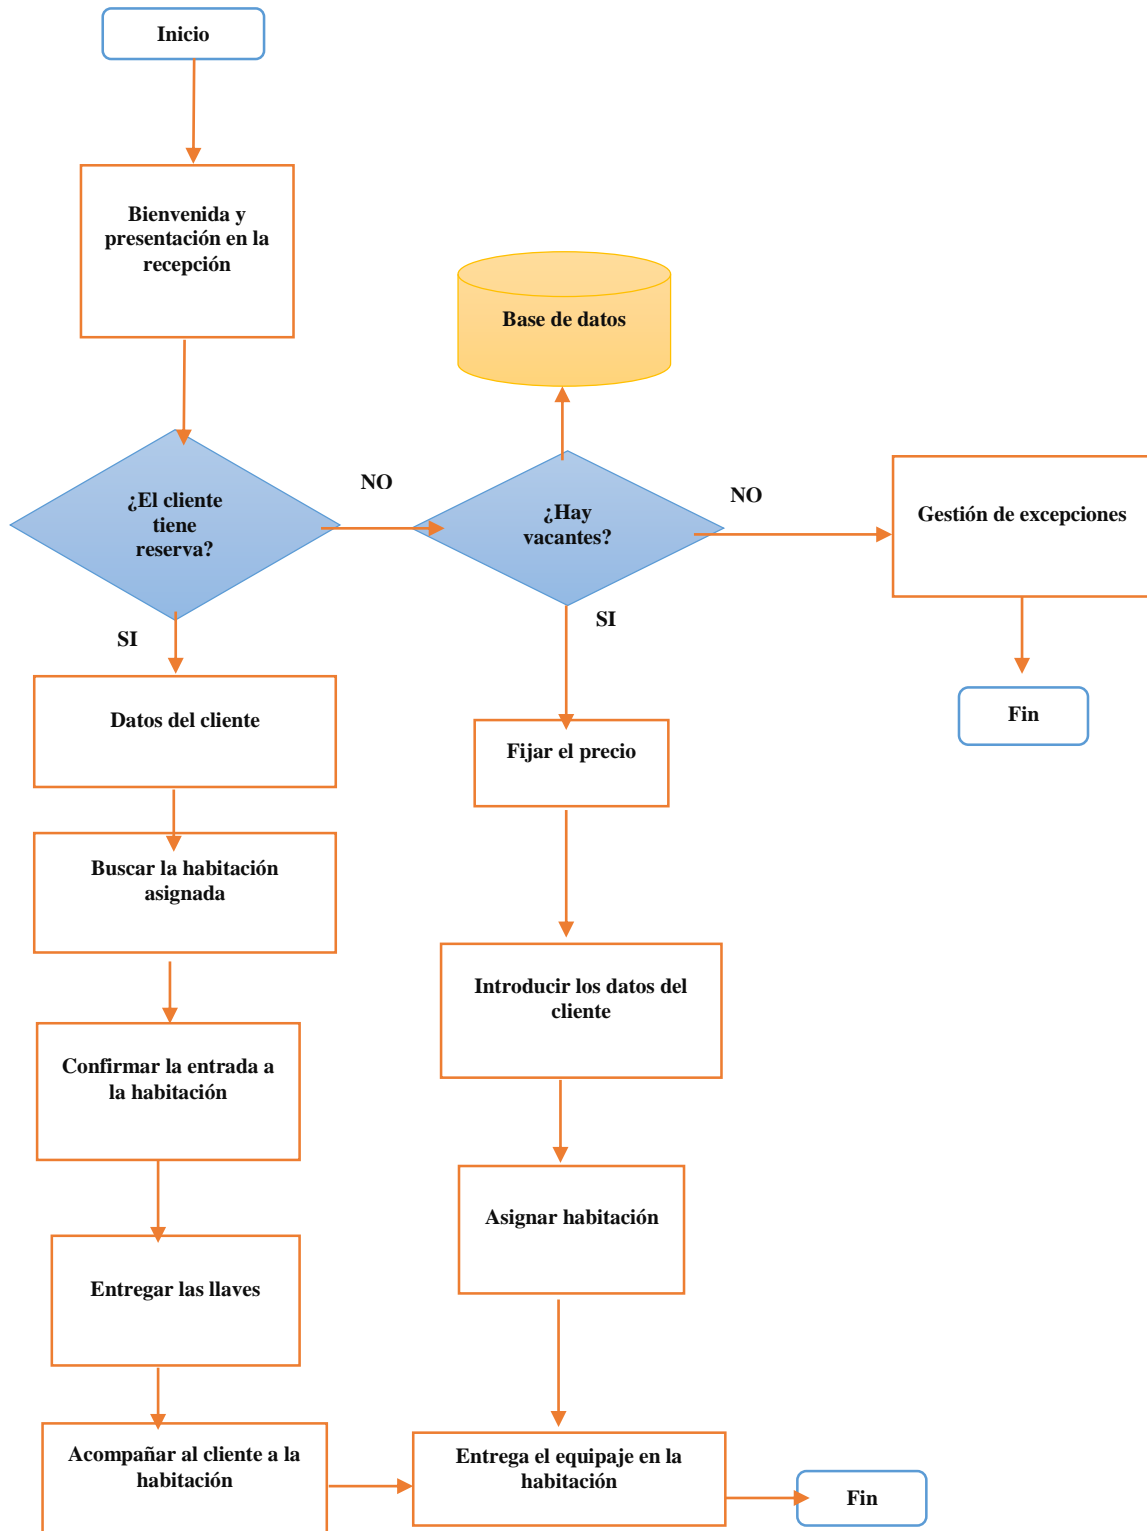 Inicio
Bienvenida y
presentación en la
recepción
Base de datos
¿El cliente
tiene
reserva?
NO
¿Hay
vacantes?
NO
Gestión de excepciones
SI
SI
Datos del cliente
Fijar el precio
Fin
Buscar la habitación
asignada
Introducir los datos del
cliente
Confirmar la entrada a
la habitación
Asignar habitación
Entregar las llaves
Acompañar al cliente a la
habitación
Entrega el equipaje en la
habitación
Fin